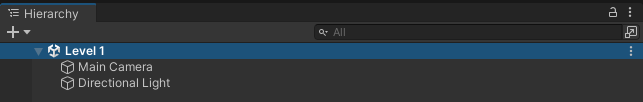 Hierarchy
All
Level 1
Main Camera
Directional Light